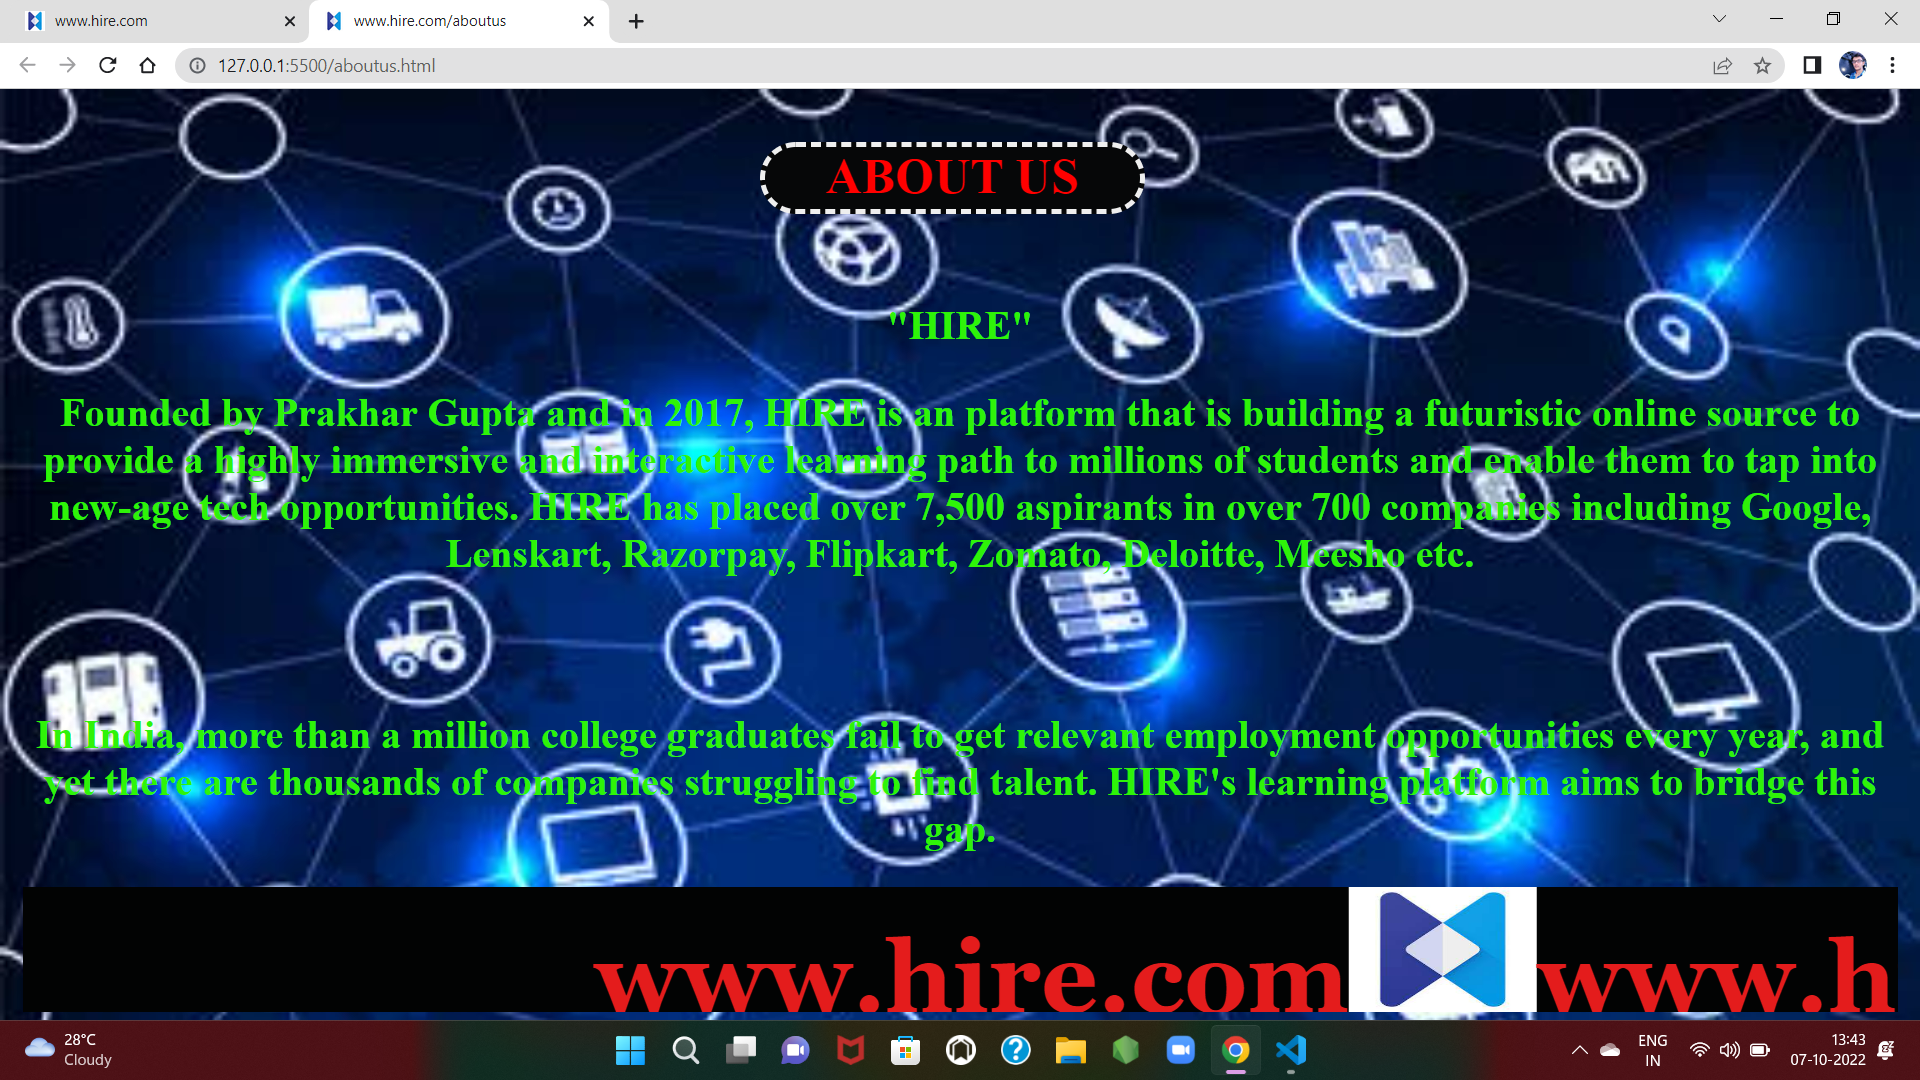 www.hire.com
www.hire.com/aboutus
127.0.0.1:5500/aboutus.html
ABOUT US
"HIRE"
Founded by Prakhar Gupta and in 2017, HIRE is an platform that is building a futuristic online source to
provide a highly immersive and interactive learning path to millions of students and enable them to tap into
new-age tech opportunities. HIRE has placed over 7,500 aspirants in over 700 companies including Google,
Lenskart, Razorpay, Flipkart, Zomato, Deloitte, Meesho etc.
In India, more than a million college graduates fail to get relevant employment opportunities every year, and
yet there are thousands of companies struggling to find talent. HIRE's learning platform aims to bridge this
gap.
www.hire.com www.h
28°C
Cloudy
ENG
IN
13:43
07-10-2022